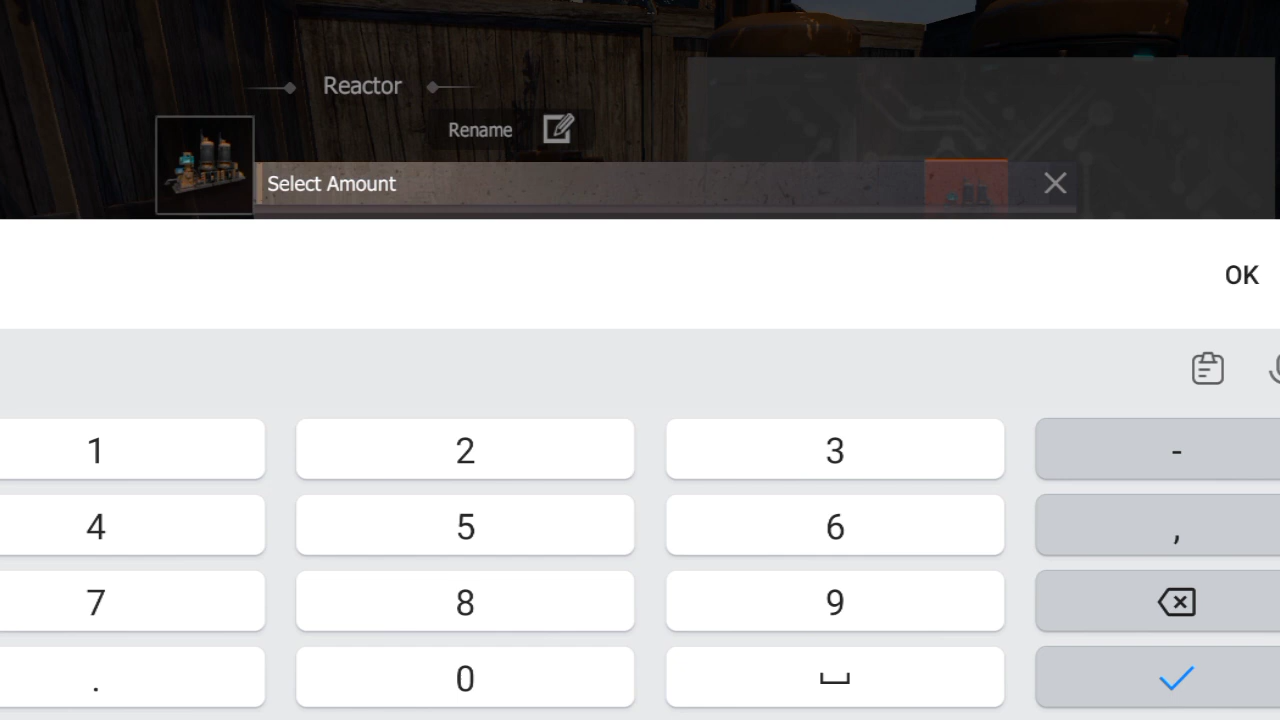 Reactor
Rename
Select Amount
OK
1 2 3 -
4 5 6 ,
7 8 9
. 0